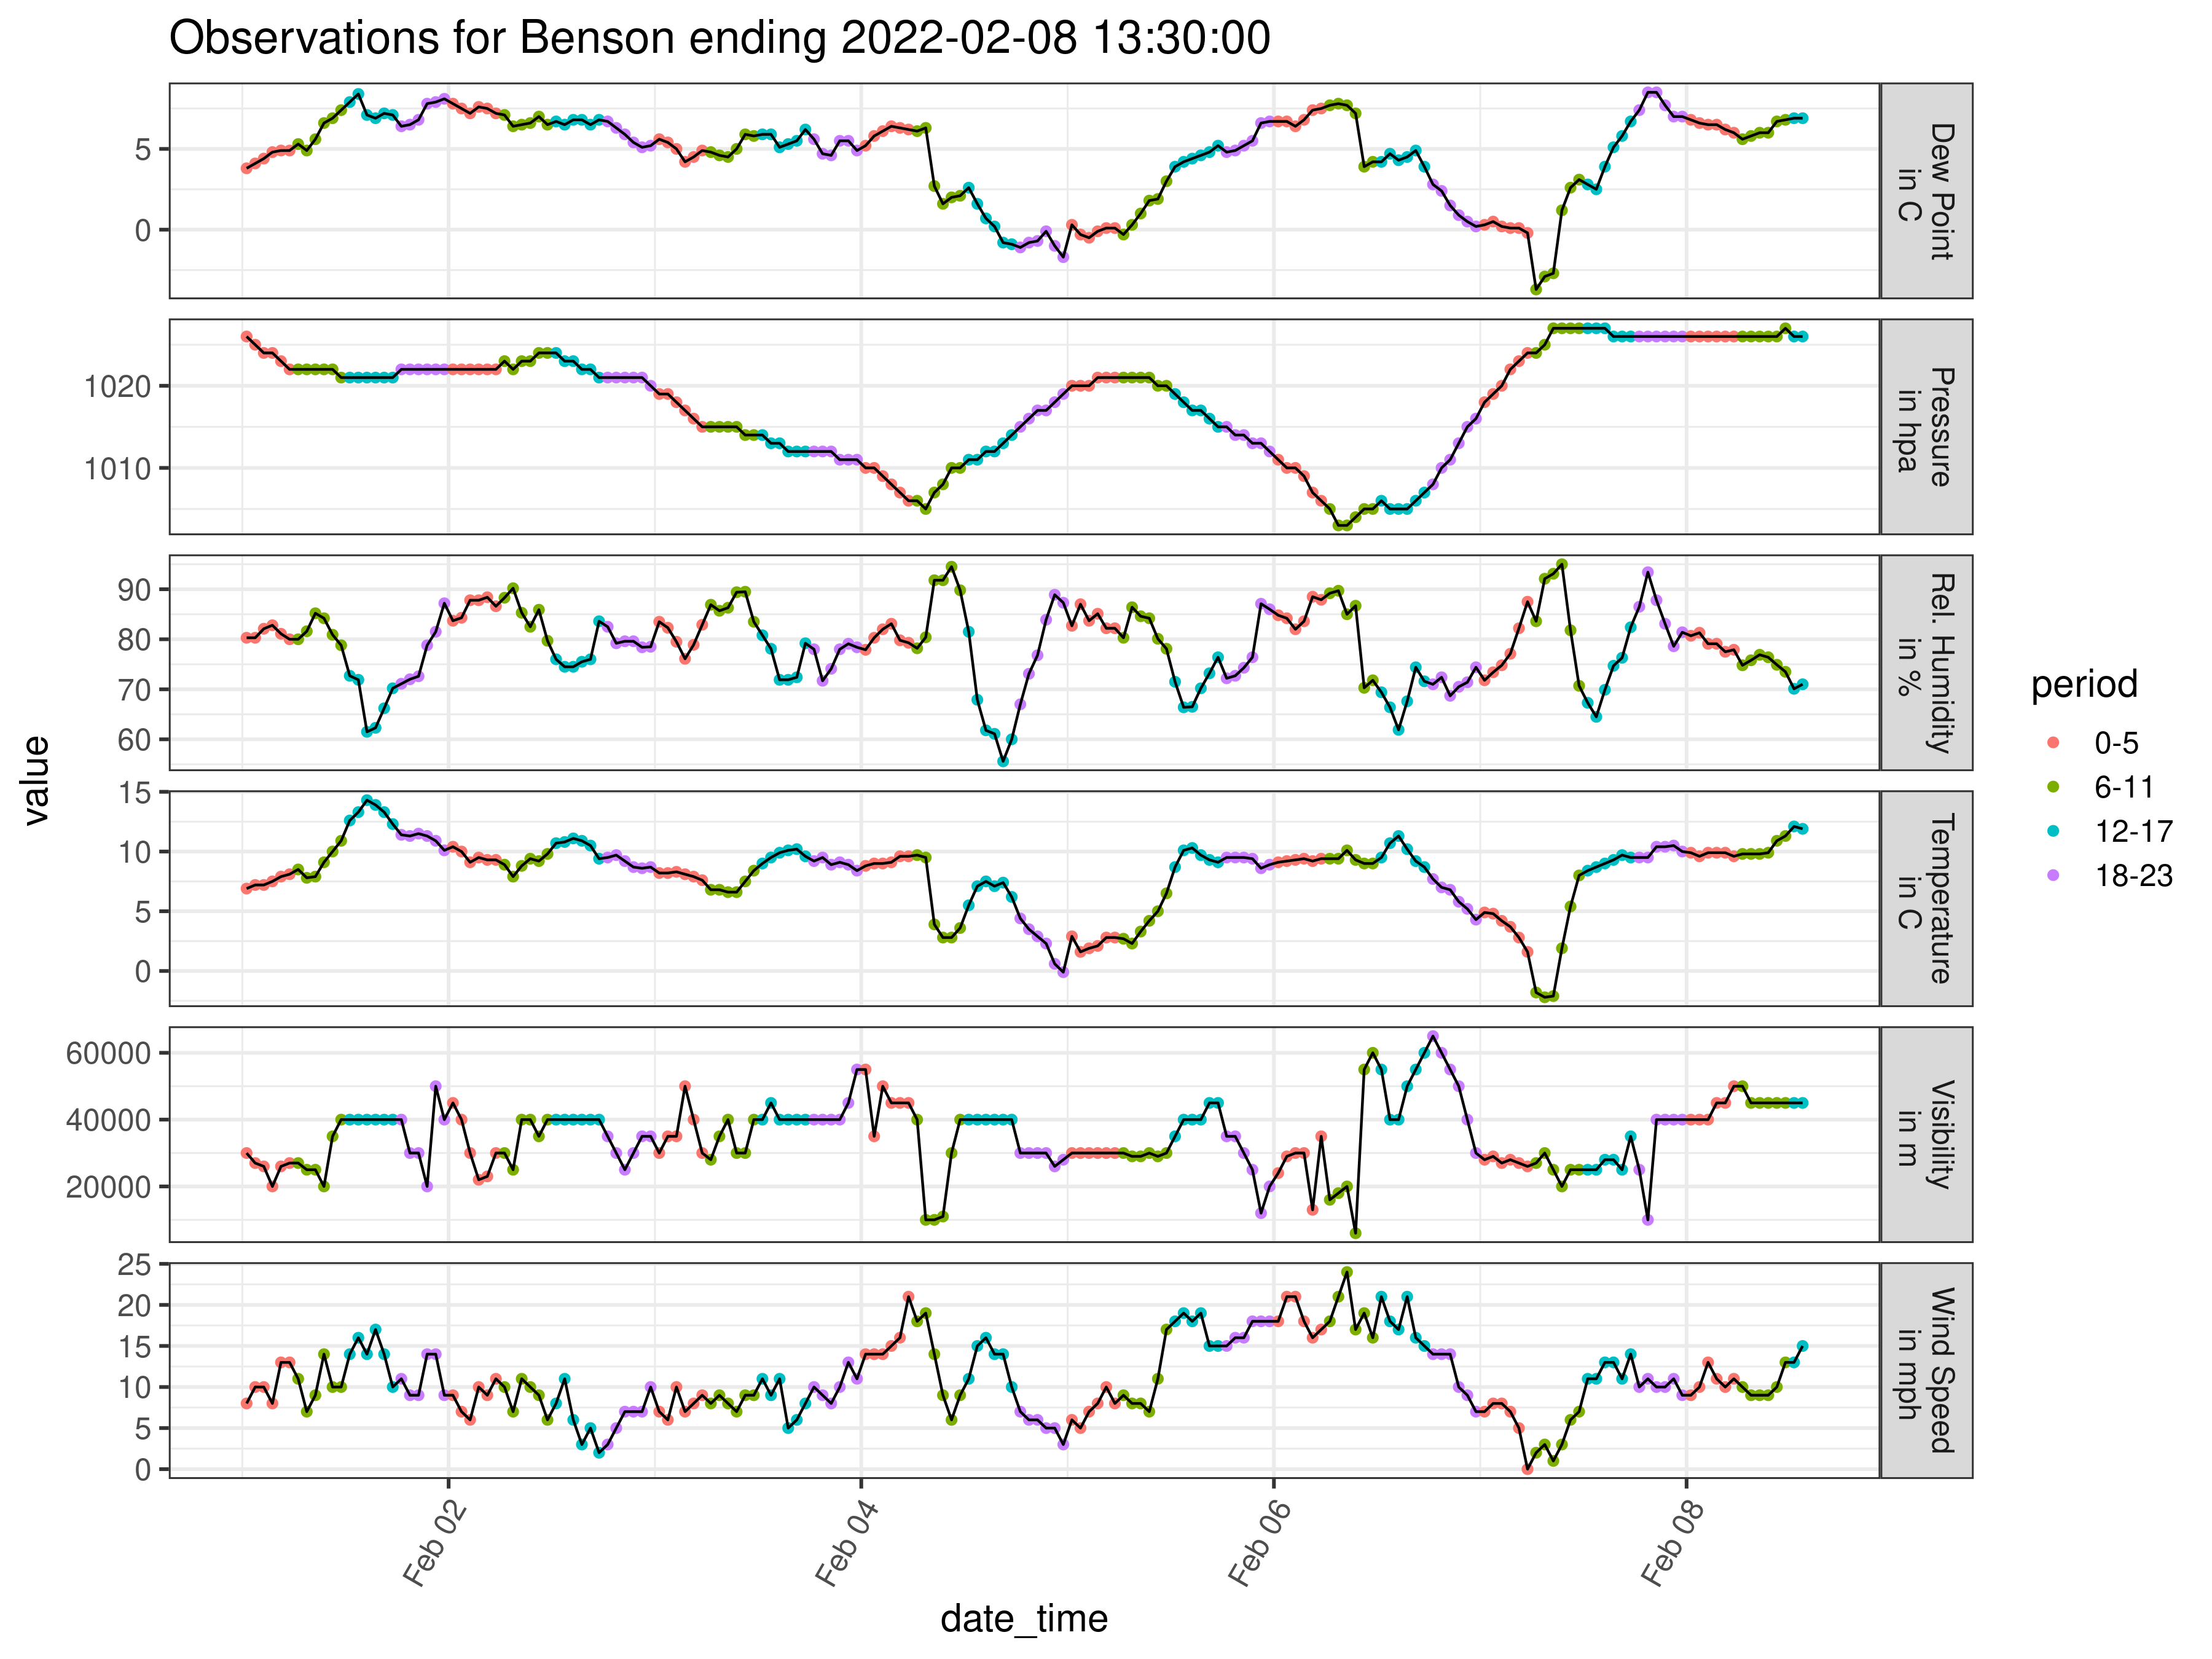 Observations for Benson ending 2022-02-08 13:30:00
value
5
0
Dew Point
in C
1020
1010
Pressure
in hpa
90
80
70
60
Rel. Humidity
in %
15
10
5
0
Temperature
in C
60000
40000
20000
Visibility
in m
25
20
15
10
5
0
Wind Speed
in mph
Feb 02
Feb 04
Feb 06
Feb 08
date_time
period
0-5
6-11
12-17
18-23